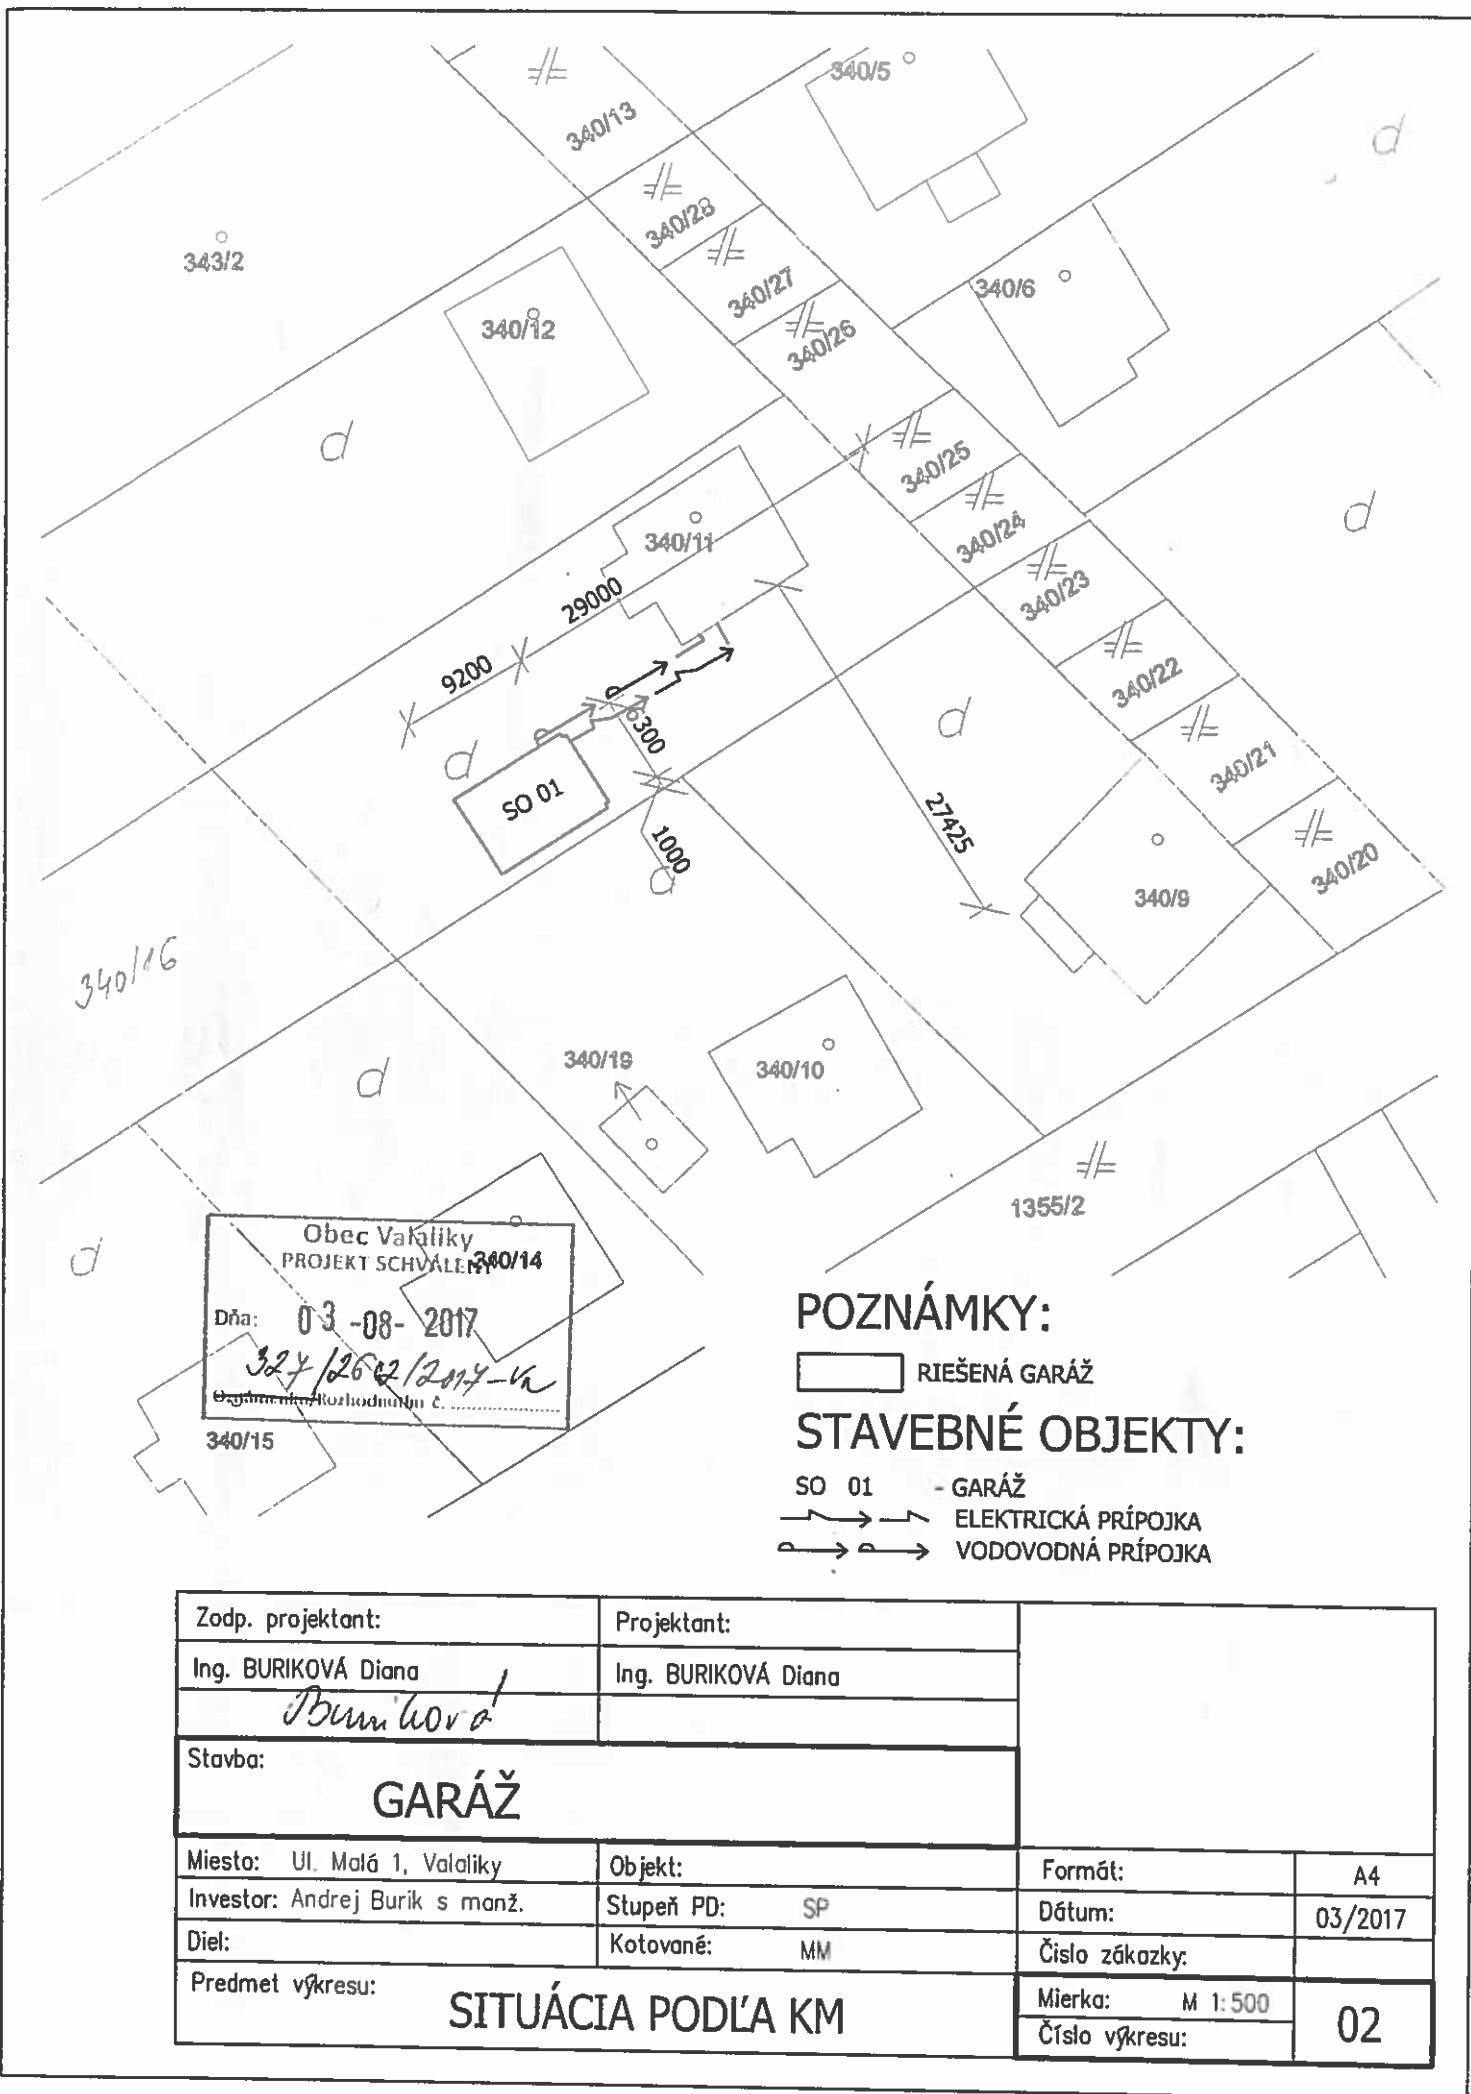 340/5
340/13
d
340/28
343/2
340/27
340/6
340/12
340/26
d
340/25
d
340/11
340/24
29000
340/23
9200
340/22
d
6300
d
340/21
SO 01
27425
1000
d
340/20
340/9
340/16
340/19
340/10
d
1355/2
d
Obec Valaliky
PROJEKT SCHVÁLENÝ
340/14
Dňa: 03 -08- 2017
327/2602/2017-Va
Rozhodnutiu č.
340/15
POZNÁMKY:
RIEŠENÁ GARÁŽ
STAVEBNÉ OBJEKTY:
SO 01 - GARÁŽ
ELEKTRICKÁ PRÍPOJKA
VODOVODNÁ PRÍPOJKA
Zodp. projektant:
Projektant:
Ing. BURIKOVÁ Diana
Ing. BURIKOVÁ Diana
Buriková
Stavba:
GARÁŽ
Miesto: Ul. Malá 1, Valaliky
Objekt:
Formát: A4
Investor: Andrej Burik s manž.
Stupeň PD: SP
Dátum: 03/2017
Diel:
Kotované: MM
Číslo zákazky:
Predmet výkresu:
SITUÁCIA PODĽA KM
Mierka: M 1:500
Číslo výkresu:
02